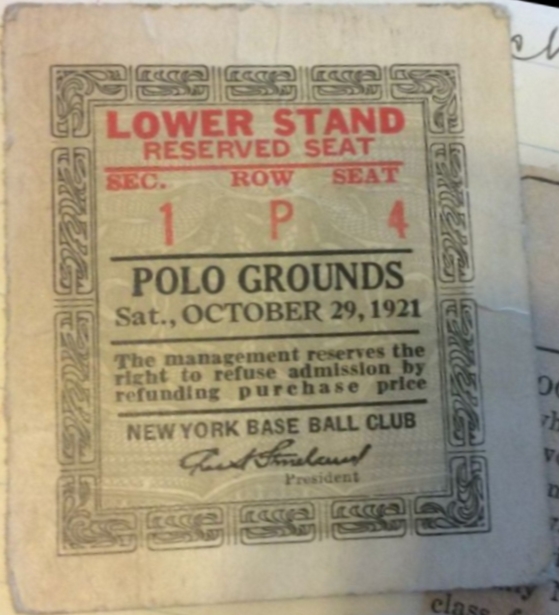 LOWER STAND
RESERVED SEAT
SEC. ROW SEAT
1 P 4
POLO GROUNDS
Sat., OCTOBER 29, 1921
The management reserves the
right to refuse admission by
refunding purchase price
NEW YORK BASE BALL CLUB
President
class